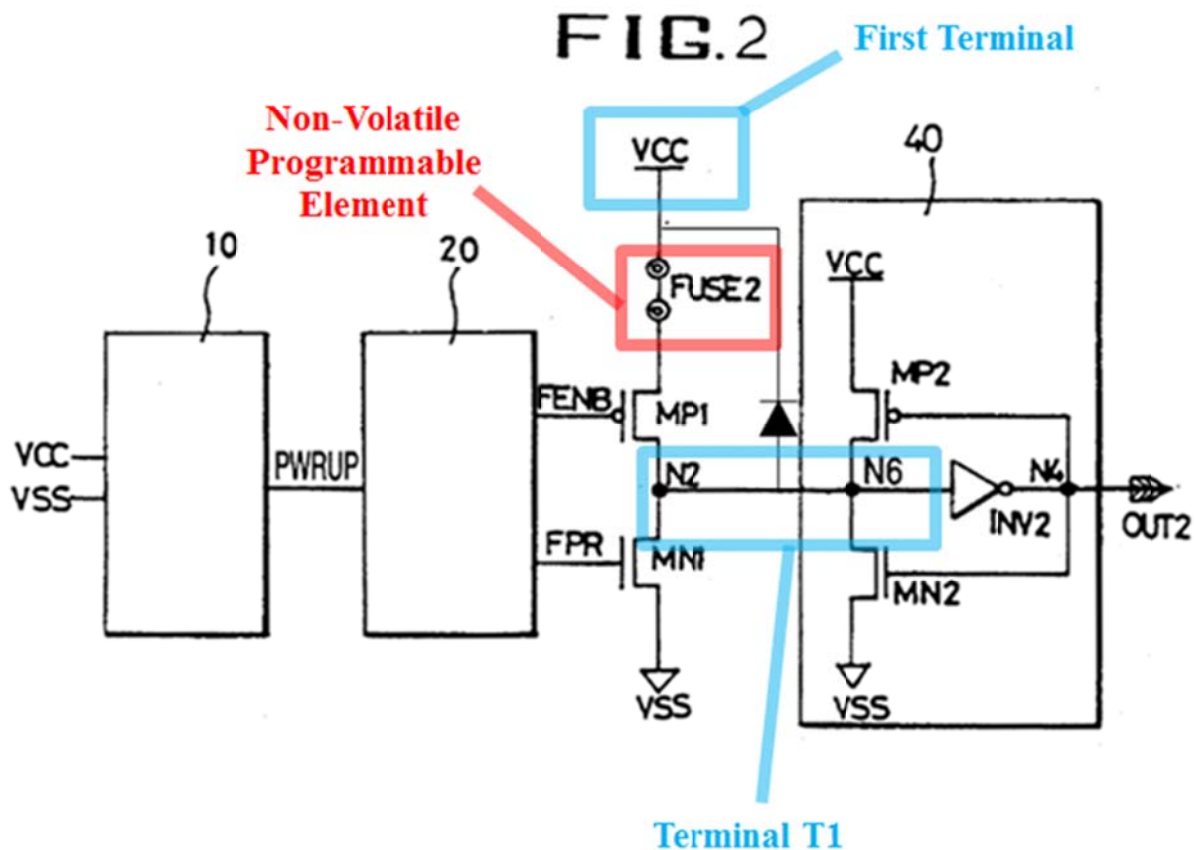 FIG.2
First Terminal
Non-Volatile
Programmable
Element
VCC
40
10
20
FUSE2
VCC
FENB
MP1
MP2
VCC
VSS
PWRUP
N2
N6
N4
INV2
OUT2
FPR
MN1
MN2
VSS
VSS
Terminal T1